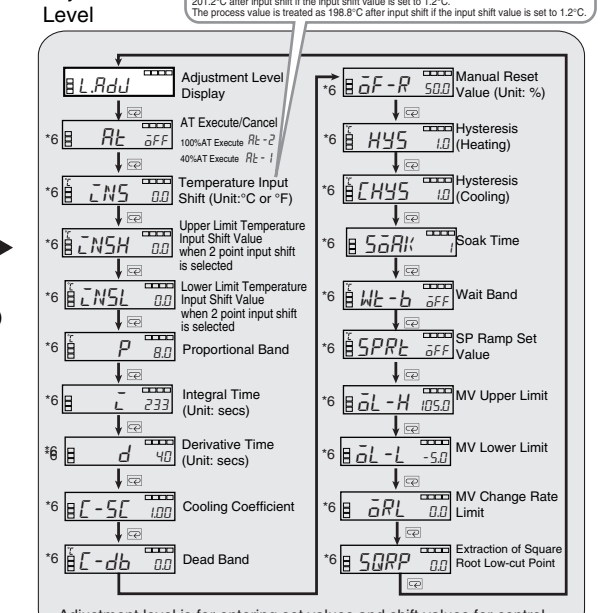 Level
201.2°C after input shift if the input shift value is set to 1.2°C.
The process value is treated as 198.8°C after input shift if the input shift value is set to 1.2°C.
L.AdJ
Adjustment Level
Display
*6 At oFF
AT Execute/Cancel
100%AT Execute At-2
40%AT Execute At-1
*6 C iNS 0.0
Temperature Input
Shift (Unit:°C or °F)
*6 C iNSH 0.0
Upper Limit Temperature
Input Shift Value
when 2 point input shift
is selected
*6 C iNSL 0.0
Lower Limit Temperature
Input Shift Value
when 2 point input shift
is selected
*6 C P 8.0
Proportional Band
*6 i 233
Integral Time
(Unit: secs)
*6 d 40
Derivative Time
(Unit: secs)
*6 C-SC 1.00
Cooling Coefficient
*6 C C-db 0.0
Dead Band
*6 oF-R 50.0
Manual Reset
Value (Unit: %)
*6 C HYS 1.0
Hysteresis
(Heating)
*6 C CHYS 1.0
Hysteresis
(Cooling)
*6 SoAK 1
Soak Time
*6 C Wt-b oFF
Wait Band
*6 C SPRt oFF
SP Ramp Set
Value
*6 oL-H 105.0
MV Upper Limit
*6 oL-L -5.0
MV Lower Limit
*6 oRL 0.0
MV Change Rate
Limit
*6 SQRP 0.0
Extraction of Square
Root Low-cut Point
Adjustment level is for entering set values and shift values for control.